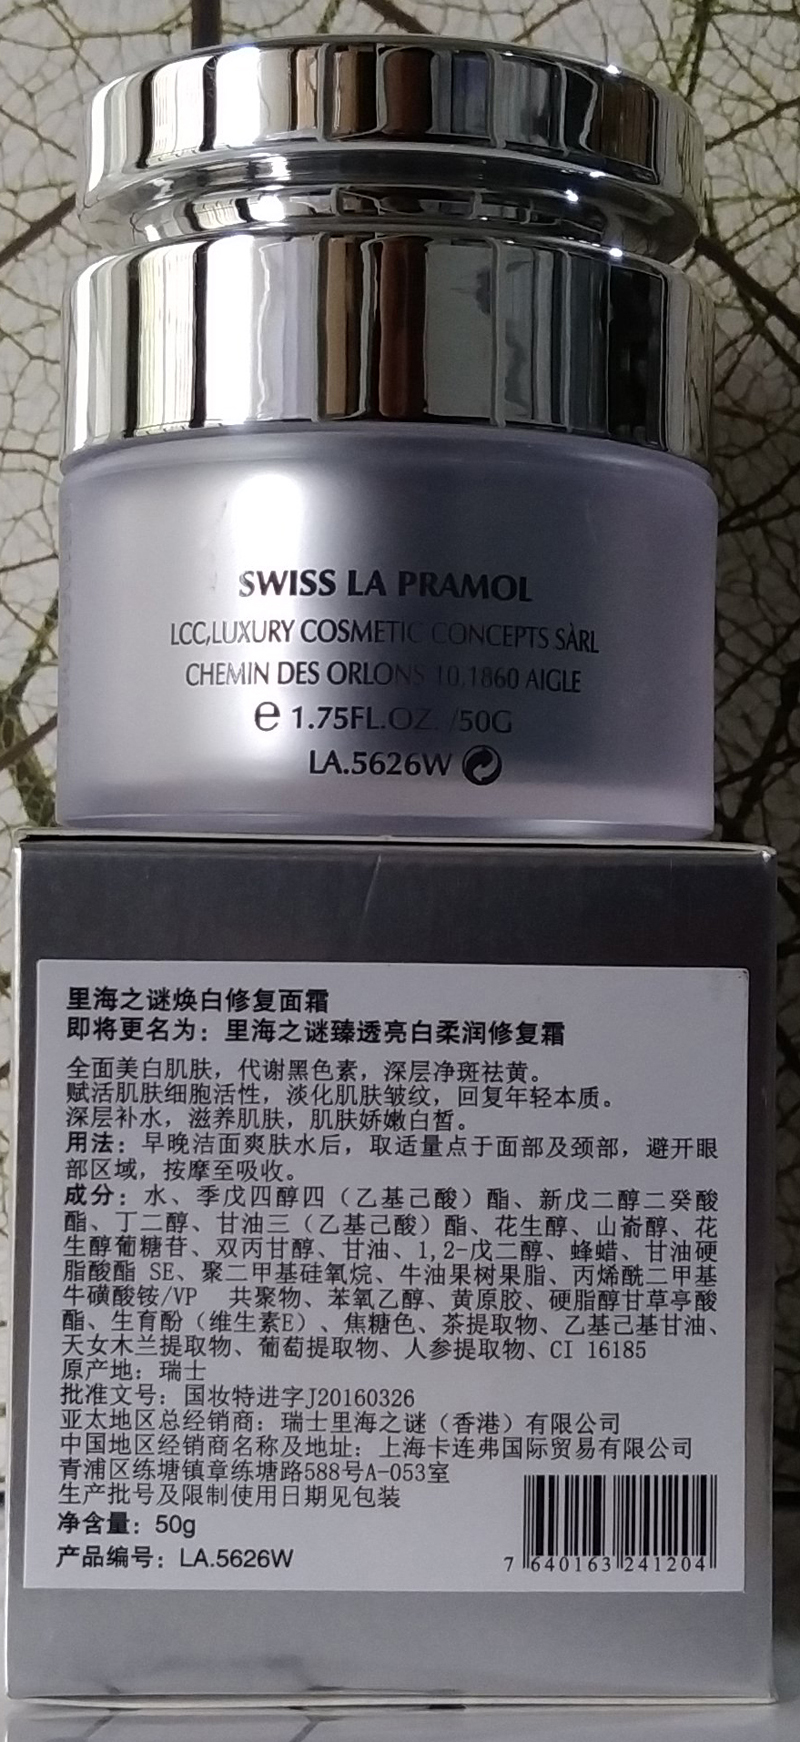 SWISS LA PRAMOL
LCC,LUXURY COSMETIC CONCEPTS SÀRL
CHEMIN DES ORLONS 10,1860 AIGLE
e 1.75FL.OZ. /50G
LA.5626W
里海之谜焕白修复面霜
即将更名为：里海之谜臻透亮白柔润修复霜
全面美白肌肤，代谢黑色素，深层净斑祛黄。
赋活肌肤细胞活性，淡化肌肤皱纹，回复年轻本质。
深层补水，滋养肌肤，肌肤娇嫩白皙。
用法：早晚洁面爽肤水后，取适量点于面部及颈部，避开眼
部区域，按摩至吸收。
成分：水、季戊四醇四（乙基己酸）酯、新戊二醇二癸酸
酯、丁二醇、甘油三（乙基己酸）酯、花生醇、山嵛醇、花
生醇葡糖苷、双丙甘醇、甘油、1,2-戊二醇、蜂蜡、甘油硬
脂酸酯 SE、聚二甲基硅氧烷、牛油果树果脂、丙烯酰二甲基
牛磺酸铵/VP 共聚物、苯氧乙醇、黄原胶、硬脂醇甘草亭酸
酯、生育酚（维生素E）、焦糖色、茶提取物、乙基己基甘油、
天女木兰提取物、葡萄提取物、人参提取物、CI 16185
原产地：瑞士
批准文号：国妆特进字J20160326
亚太地区总经销商：瑞士里海之谜（香港）有限公司
中国地区经销商名称及地址：上海卡连弗国际贸易有限公司
青浦区练塘镇章练塘路588号A-053室
生产批号及限制使用日期见包装
净含量：50g
产品编号：LA.5626W
7 640163 241204